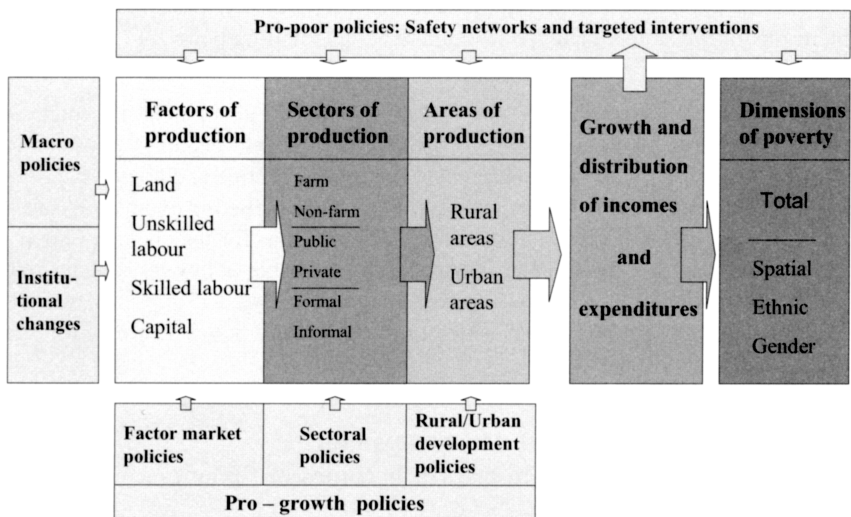 Pro-poor policies: Safety networks and targeted interventions
Macro
policies
Institu-
tional
changes
Factors of
production
Land
Unskilled
labour
Skilled labour
Capital
Sectors of
production
Farm
Non-farm
Public
Private
Formal
Informal
Areas of
production
Rural
areas
Urban
areas
Growth and
distribution
of incomes
and
expenditures
Dimensions
of poverty
Total
Spatial
Ethnic
Gender
Factor market
policies
Sectoral
policies
Rural/Urban
development
policies
Pro – growth policies